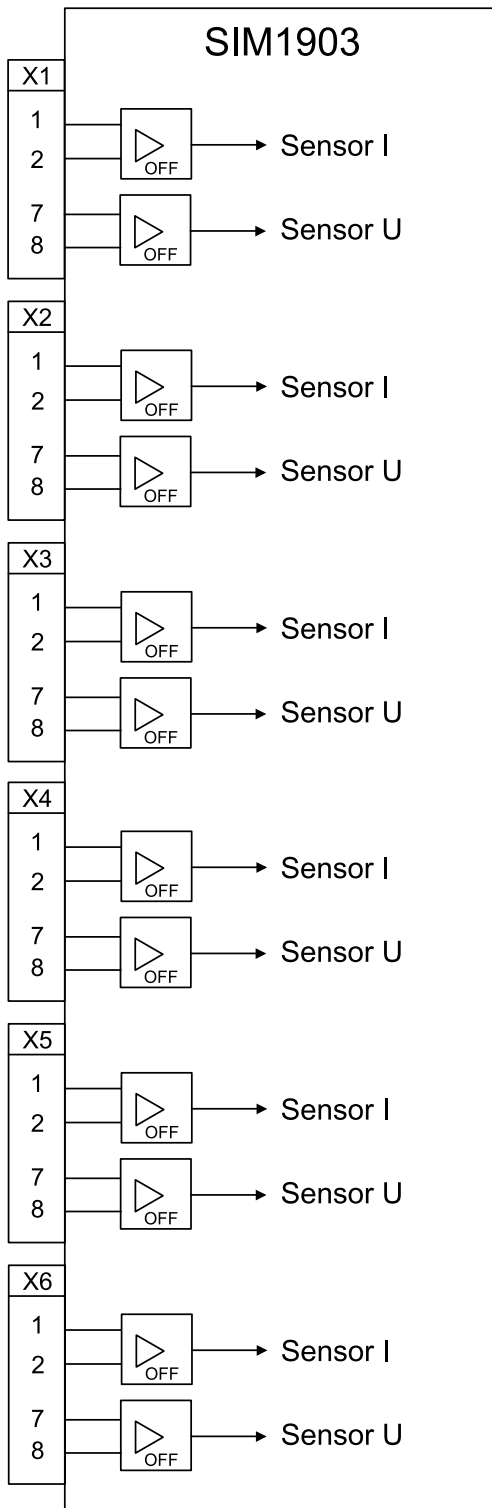 SIM1903
X1
1
2
OFF
Sensor I
7
8
OFF
Sensor U
X2
1
2
OFF
Sensor I
7
8
OFF
Sensor U
X3
1
2
OFF
Sensor I
7
8
OFF
Sensor U
X4
1
2
OFF
Sensor I
7
8
OFF
Sensor U
X5
1
2
OFF
Sensor I
7
8
OFF
Sensor U
X6
1
2
OFF
Sensor I
7
8
OFF
Sensor U